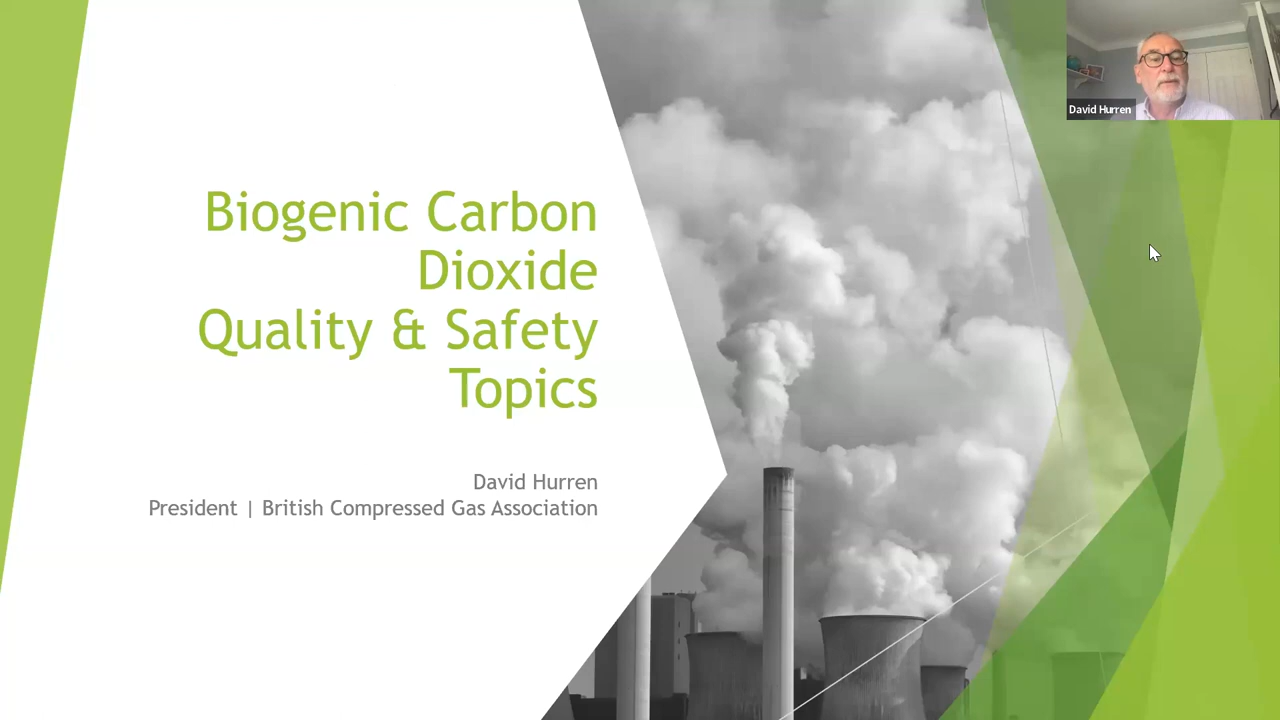 David Hurren
Biogenic Carbon
Dioxide
Quality & Safety
Topics
David Hurren
President | British Compressed Gas Association